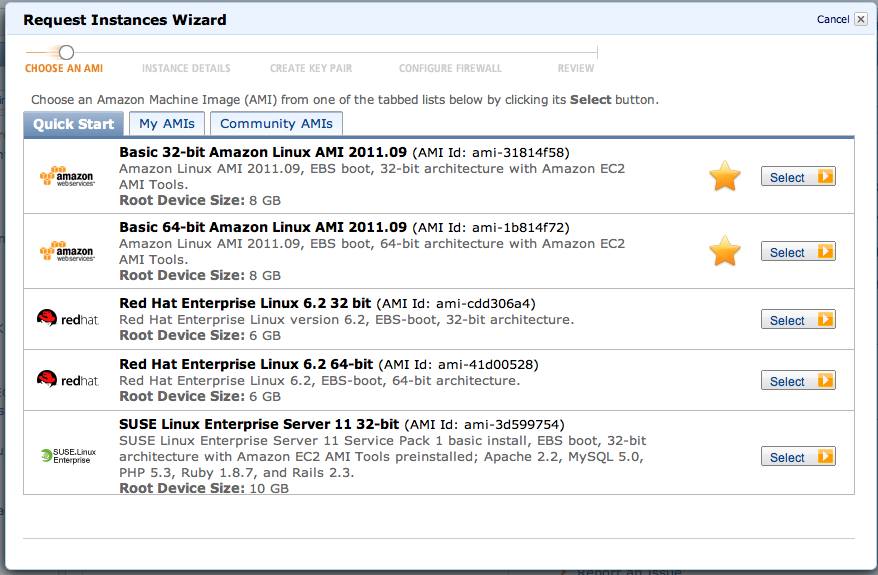 Request Instances Wizard
Cancel
CHOOSE AN AMI INSTANCE DETAILS CREATE KEY PAIR CONFIGURE FIREWALL REVIEW
Choose an Amazon Machine Image (AMI) from one of the tabbed lists below by clicking its Select button.
Quick Start My AMIs Community AMIs
amazon
webservices
Basic 32-bit Amazon Linux AMI 2011.09 (AMI Id: ami-31814f58)
Amazon Linux AMI 2011.09, EBS boot, 32-bit architecture with Amazon EC2
AMI Tools.
Root Device Size: 8 GB
Select
amazon
webservices
Basic 64-bit Amazon Linux AMI 2011.09 (AMI Id: ami-1b814f72)
Amazon Linux AMI 2011.09, EBS boot, 64-bit architecture with Amazon EC2
AMI Tools.
Root Device Size: 8 GB
Select
redhat.
Red Hat Enterprise Linux 6.2 32 bit (AMI Id: ami-cdd306a4)
Red Hat Enterprise Linux version 6.2, EBS-boot, 32-bit architecture.
Root Device Size: 6 GB
Select
redhat.
Red Hat Enterprise Linux 6.2 64-bit (AMI Id: ami-41d00528)
Red Hat Enterprise Linux 6.2, EBS-boot, 64-bit architecture.
Root Device Size: 6 GB
Select
SUSE.Linux
Enterprise
SUSE Linux Enterprise Server 11 32-bit (AMI Id: ami-3d599754)
SUSE Linux Enterprise Server 11 Service Pack 1 basic install, EBS boot, 32-bit
architecture with Amazon EC2 AMI Tools preinstalled; Apache 2.2, MySQL 5.0,
PHP 5.3, Ruby 1.8.7, and Rails 2.3.
Root Device Size: 10 GB
Select
Report an Issue